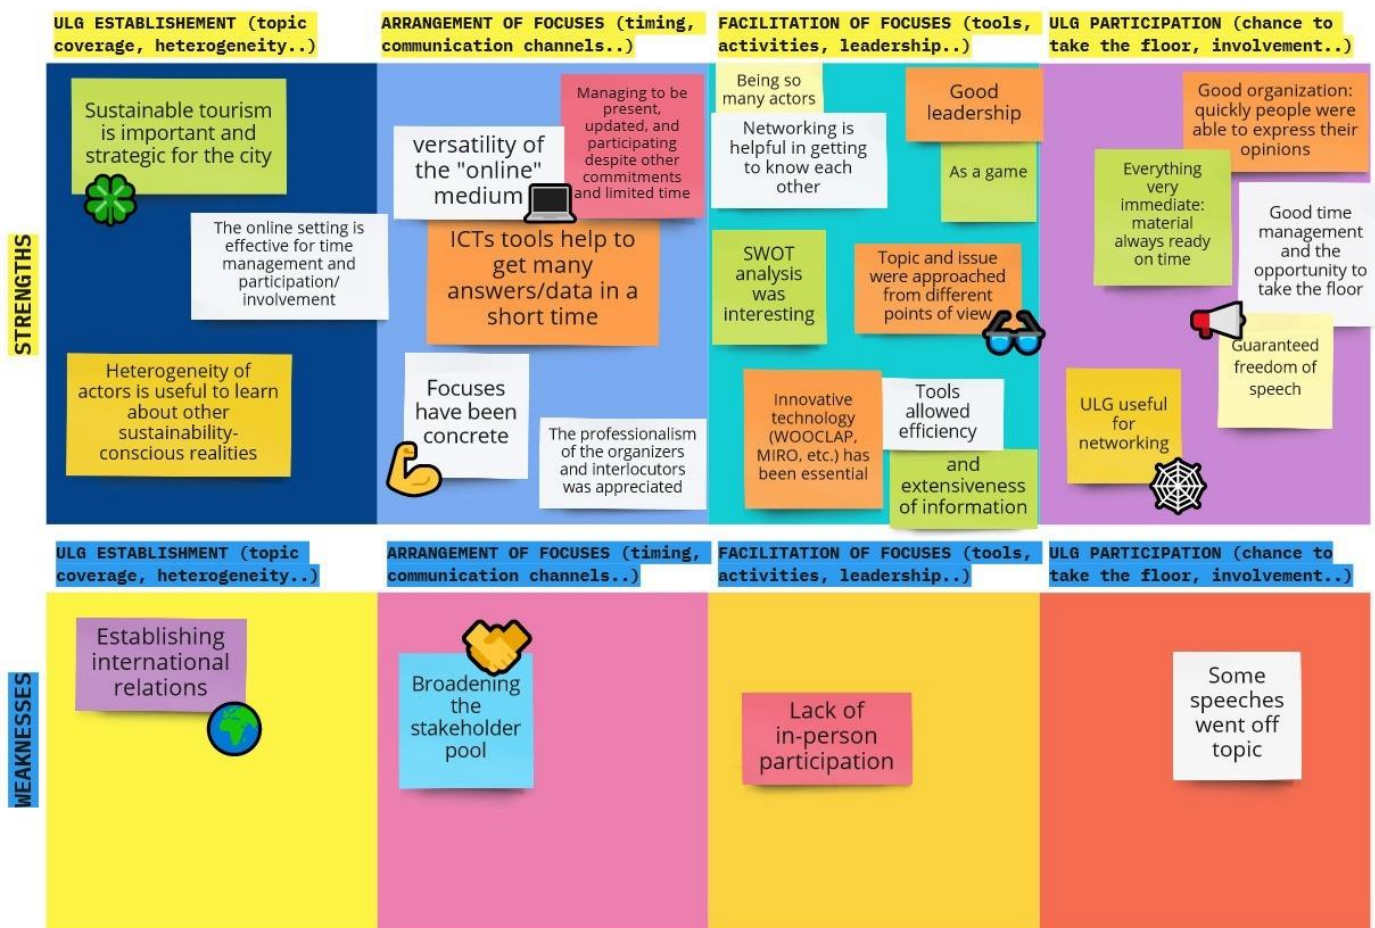 ULG ESTABLISHEMENT (topic
coverage, heterogeneity..)
ARRANGEMENT OF FOCUSES (timing,
communication channels..)
FACILITATION OF FOCUSES (tools,
activities, leadership..)
ULG PARTICIPATION (chance to
take the floor, involvement..)
STRENGTHS
Sustainable tourism
is important and
strategic for the city
The online setting is
effective for time
management and
participation/
involvement
Heterogeneity of
actors is useful to learn
about other
sustainability-
conscious realities
versatility of
the "online"
medium
Managing to be
present,
updated, and
participating
despite other
commitments
and limited time
ICTs tools help to
get many
answers/data in a
short time
Focuses
have been
concrete
The professionalism
of the organizers
and interlocutors
was appreciated
Being so
many actors
Networking is
helpful in getting
to know each
other
Good
leadership
As a game
SWOT
analysis
was
interesting
Topic and issue
were approached
from different
points of view
Innovative
technology
(WOOCLAP,
MIRO, etc.) has
been essential
Tools
allowed
efficiency
and
extensiveness
of information
Good organization:
quickly people were
able to express their
opinions
Everything
very
immediate:
material
always ready
on time
Good time
management
and the
opportunity to
take the floor
Guaranteed
freedom of
speech
ULG useful
for
networking
ULG ESTABLISHMENT (topic
coverage, heterogeneity..)
ARRANGEMENT OF FOCUSES (timing,
communication channels..)
FACILITATION OF FOCUSES (tools,
activities, leadership..)
ULG PARTICIPATION (chance to
take the floor, involvement..)
WEAKNESSES
Establishing
international
relations
Broadening
the
stakeholder
pool
Lack of
in-person
participation
Some
speeches
went off
topic